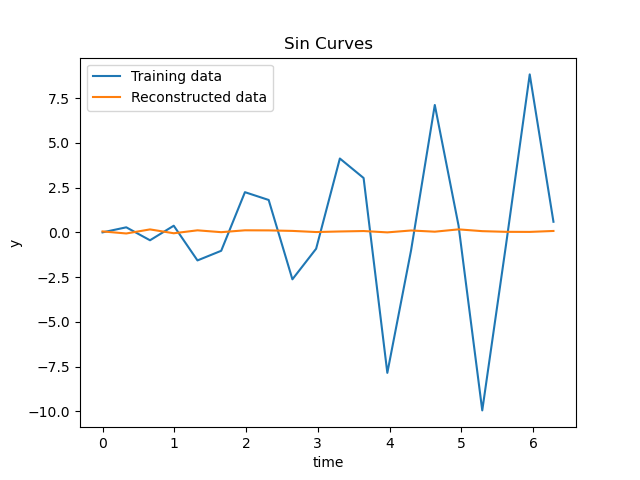 Sin Curves
Training data
Reconstructed data
7.5
5.0
2.5
0.0
−2.5
−5.0
−7.5
−10.0
y
0 1 2 3 4 5 6
time